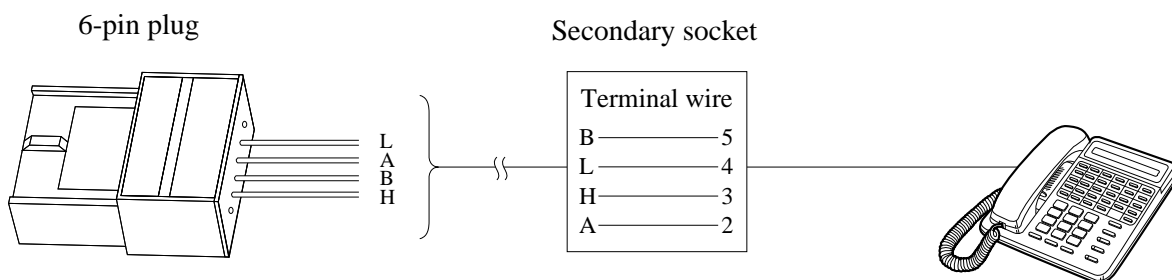 6-pin plug
Secondary socket
L
A
B
H
Terminal wire
B 5
L 4
H 3
A 2